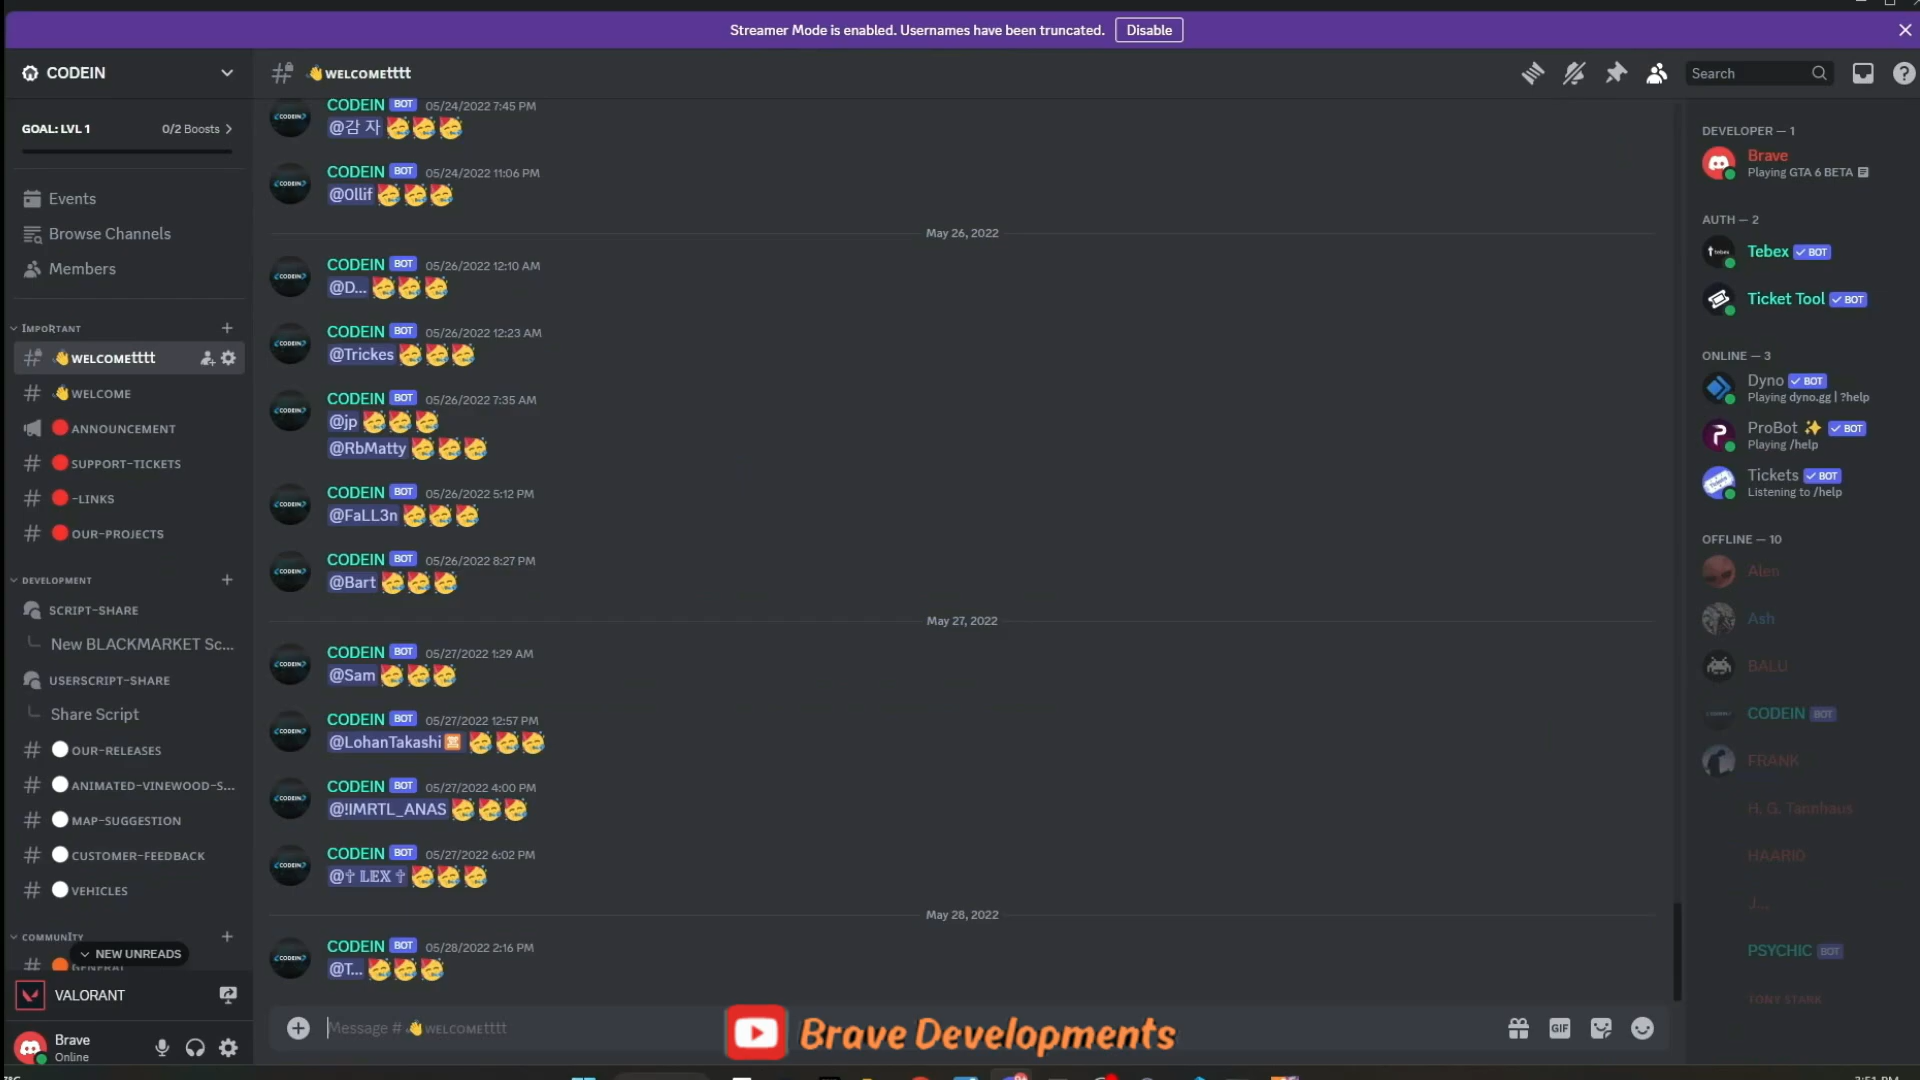 Streamer Mode is enabled. Usernames have been truncated. Disable
CODEIN
GOAL: LVL 1 0/2 Boosts
Events
Browse Channels
Members
IMPORTANT
👋WELCOMEtttt
👋WELCOME
🔴ANNOUNCEMENT
🔴SUPPORT-TICKETS
🔴-LINKS
🔴OUR-PROJECTS
DEVELOPMENT
SCRIPT-SHARE
New BLACKMARKET Sc...
USERSCRIPT-SHARE
Share Script
⚪OUR-RELEASES
⚪ANIMATED-VINEWOOD-S...
⚪MAP-SUGGESTION
⚪CUSTOMER-FEEDBACK
⚪VEHICLES
COMMUNITY
NEW UNREADS
GENERAL
VALORANT
Brave
Online
👋WELCOMEtttt
Search
CODEIN BOT 05/24/2022 7:45 PM
@감 자 🥳🥳🥳
CODEIN BOT 05/24/2022 11:06 PM
@0llif 🥳🥳🥳
May 26, 2022
CODEIN BOT 05/26/2022 12:10 AM
@D... 🥳🥳🥳
CODEIN BOT 05/26/2022 12:23 AM
@Trickes 🥳🥳🥳
CODEIN BOT 05/26/2022 7:35 AM
@jp 🥳🥳🥳
@RbMatty 🥳🥳🥳
CODEIN BOT 05/26/2022 5:12 PM
@FaLL3n 🥳🥳🥳
CODEIN BOT 05/26/2022 8:27 PM
@Bart 🥳🥳🥳
May 27, 2022
CODEIN BOT 05/27/2022 1:29 AM
@Sam 🥳🥳🥳
CODEIN BOT 05/27/2022 12:57 PM
@LohanTakashi 🥳🥳🥳
CODEIN BOT 05/27/2022 4:00 PM
@!IMRTL_ANAS 🥳🥳🥳
CODEIN BOT 05/27/2022 6:02 PM
@✝ 𝕃𝔼𝕏 ✝ 🥳🥳🥳
May 28, 2022
CODEIN BOT 05/28/2022 2:16 PM
@T... 🥳🥳🥳
Message #👋WELCOMEtttt
GIF
Brave Developments
DEVELOPER — 1
Brave
Playing GTA 6 BETA
AUTH — 2
Tebex BOT
Ticket Tool BOT
ONLINE — 3
Dyno BOT
Playing dyno.gg | ?help
ProBot ✨ BOT
Playing /help
Tickets BOT
Listening to /help
OFFLINE — 10
Alen
Ash
BALU
CODEIN BOT
FRANK
H. G. Tannhaus
HAARIO
J...
PSYCHIC BOT
TONY STARK